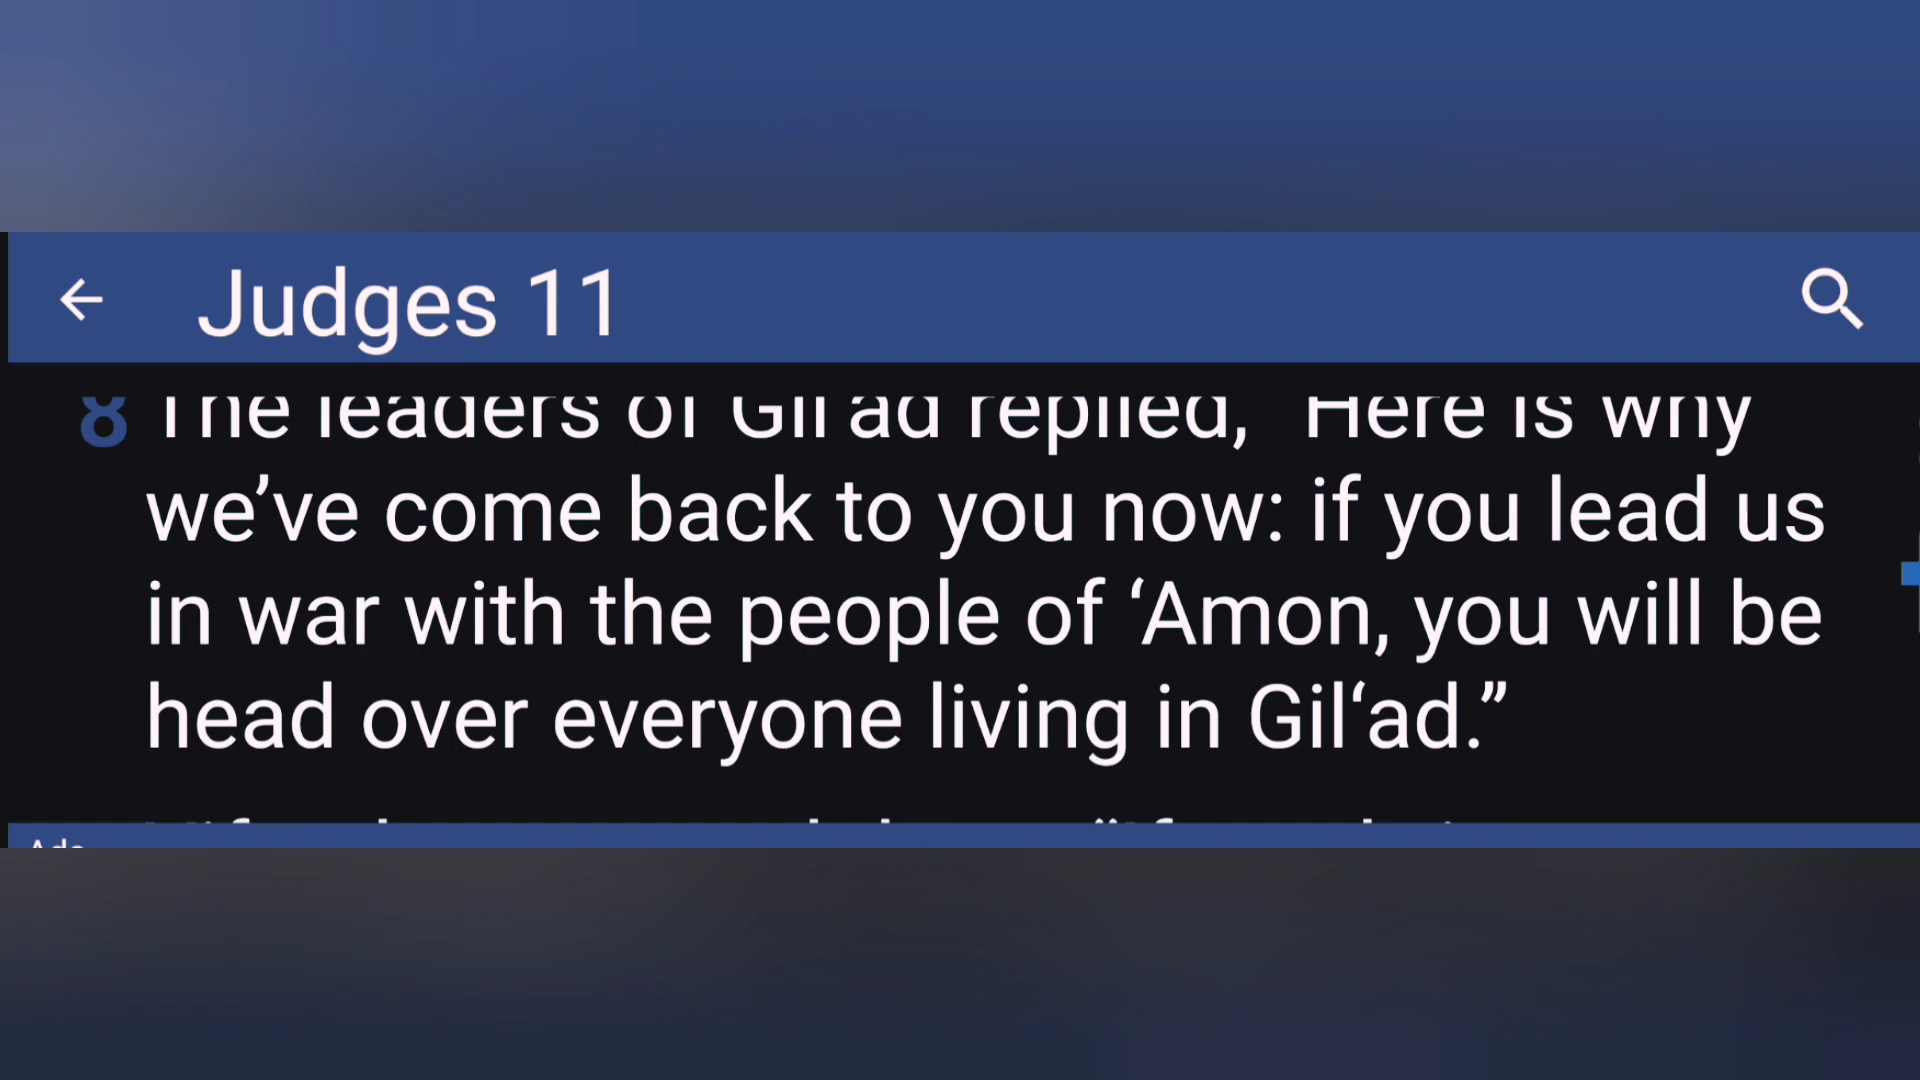 Judges 11
8 The leaders of Gil‘ad replied, “Here is why
we’ve come back to you now: if you lead us
in war with the people of ‘Amon, you will be
head over everyone living in Gil‘ad.”
Ads